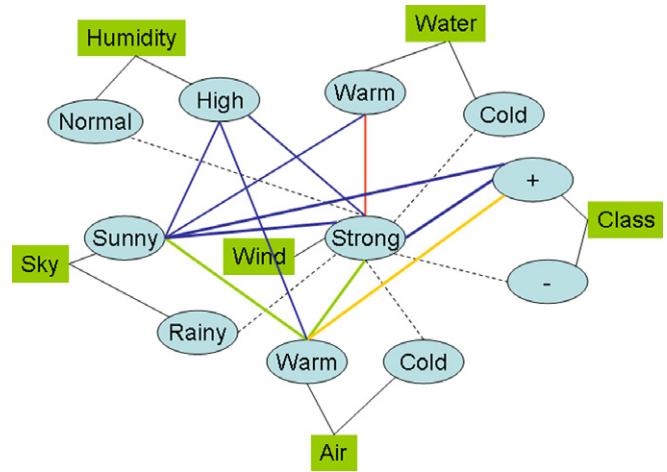 Water
Humidity
High
Warm
Normal
Cold
+
Class
Sunny
Wind
Strong
Sky
-
Rainy
Warm
Cold
Air